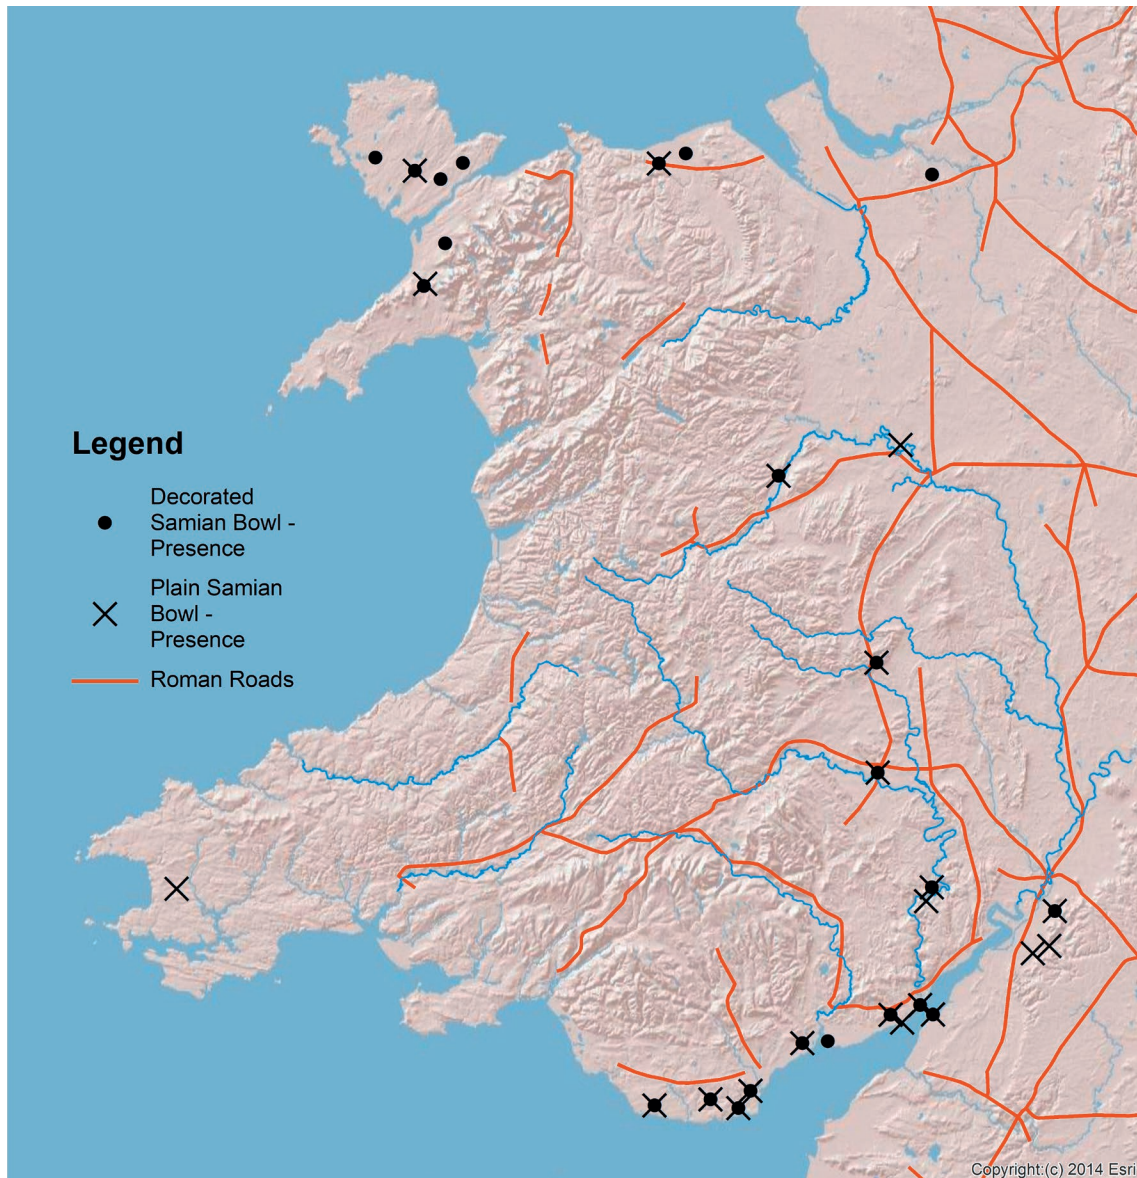 Legend
Decorated
Samian Bowl -
Presence
Plain Samian
Bowl -
Presence
Roman Roads
Copyright:(c) 2014 Esri